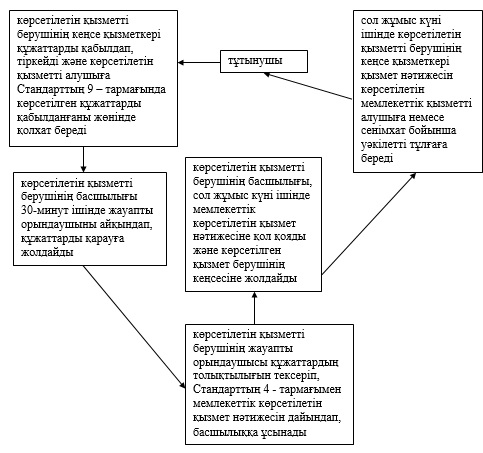 көрсетілетін қызметті
берушінің кеңсе қызметкері
құжаттарды қабылдап,
тіркейді және көрсетілетін
қызметті алушыға
Стандарттың 9 – тармағында
көрсетілген құжаттарды
қабылданғаны жөнінде
қолхат береді
тұтынушы
сол жұмыс күні
ішінде көрсетілетін
қызметті берушінің
кеңсе қызметкері
қызмет нәтижесін
көрсетілетін
мемлекеттік қызметті
алушыға немесе
сенімхат бойынша
уәкілетті тұлғаға
береді
көрсетілетін қызметті
берушінің басшылығы
30-минут ішінде жауапты
орындаушыны айқындап,
құжаттарды қарауға
жолдайды
көрсетілетін қызметті
берушінің басшылығы,
сол жұмыс күні ішінде
мемлекеттік
көрсетілетін қызмет
нәтижесіне қол қояды
және көрсетілген
қызмет берушінің
кеңсесіне жолдайды
көрсетілетін қызметті
берушінің жауапты
орындаушысы құжаттардың
толықтылығын тексеріп,
Стандарттың 4 - тармағымен
мемлекеттік көрсетілетін
қызмет нәтижесін дайындап,
басшылыққа ұсынады